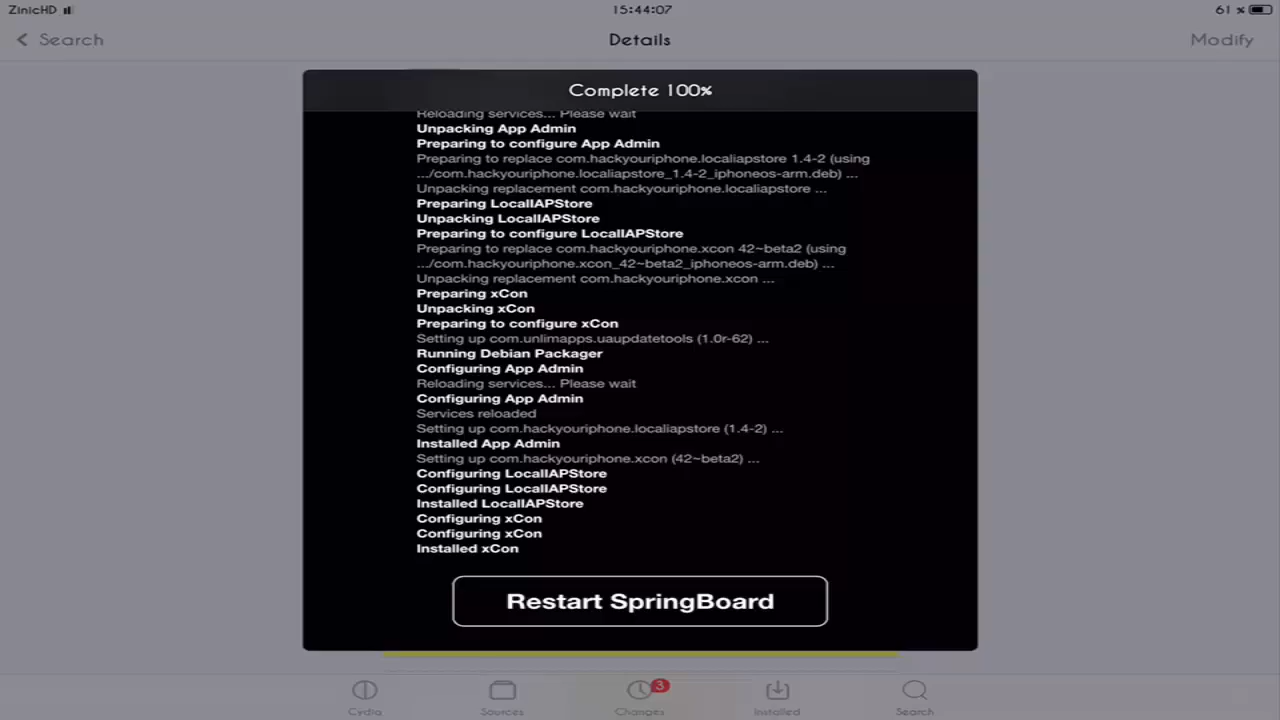 ZinicHD
15:44:07
61 %
Search
Details
Modify
Complete 100%
Reloading services... Please wait
Unpacking App Admin
Preparing to configure App Admin
Preparing to replace com.hackyouriphone.localiapstore 1.4-2 (using
.../com.hackyouriphone.localiapstore_1.4-2_iphoneos-arm.deb) ...
Unpacking replacement com.hackyouriphone.localiapstore ...
Preparing LocalIAPStore
Unpacking LocalIAPStore
Preparing to configure LocalIAPStore
Preparing to replace com.hackyouriphone.xcon 42~beta2 (using
.../com.hackyouriphone.xcon_42~beta2_iphoneos-arm.deb) ...
Unpacking replacement com.hackyouriphone.xcon ...
Preparing xCon
Unpacking xCon
Preparing to configure xCon
Setting up com.unlimapps.uaupdatetools (1.0r-62) ...
Running Debian Packager
Configuring App Admin
Reloading services... Please wait
Configuring App Admin
Services reloaded
Setting up com.hackyouriphone.localiapstore (1.4-2) ...
Installed App Admin
Setting up com.hackyouriphone.xcon (42~beta2) ...
Configuring LocalIAPStore
Configuring LocalIAPStore
Installed LocalIAPStore
Configuring xCon
Configuring xCon
Installed xCon
Restart SpringBoard
3
Cydia
Sources
Changes
Installed
Search